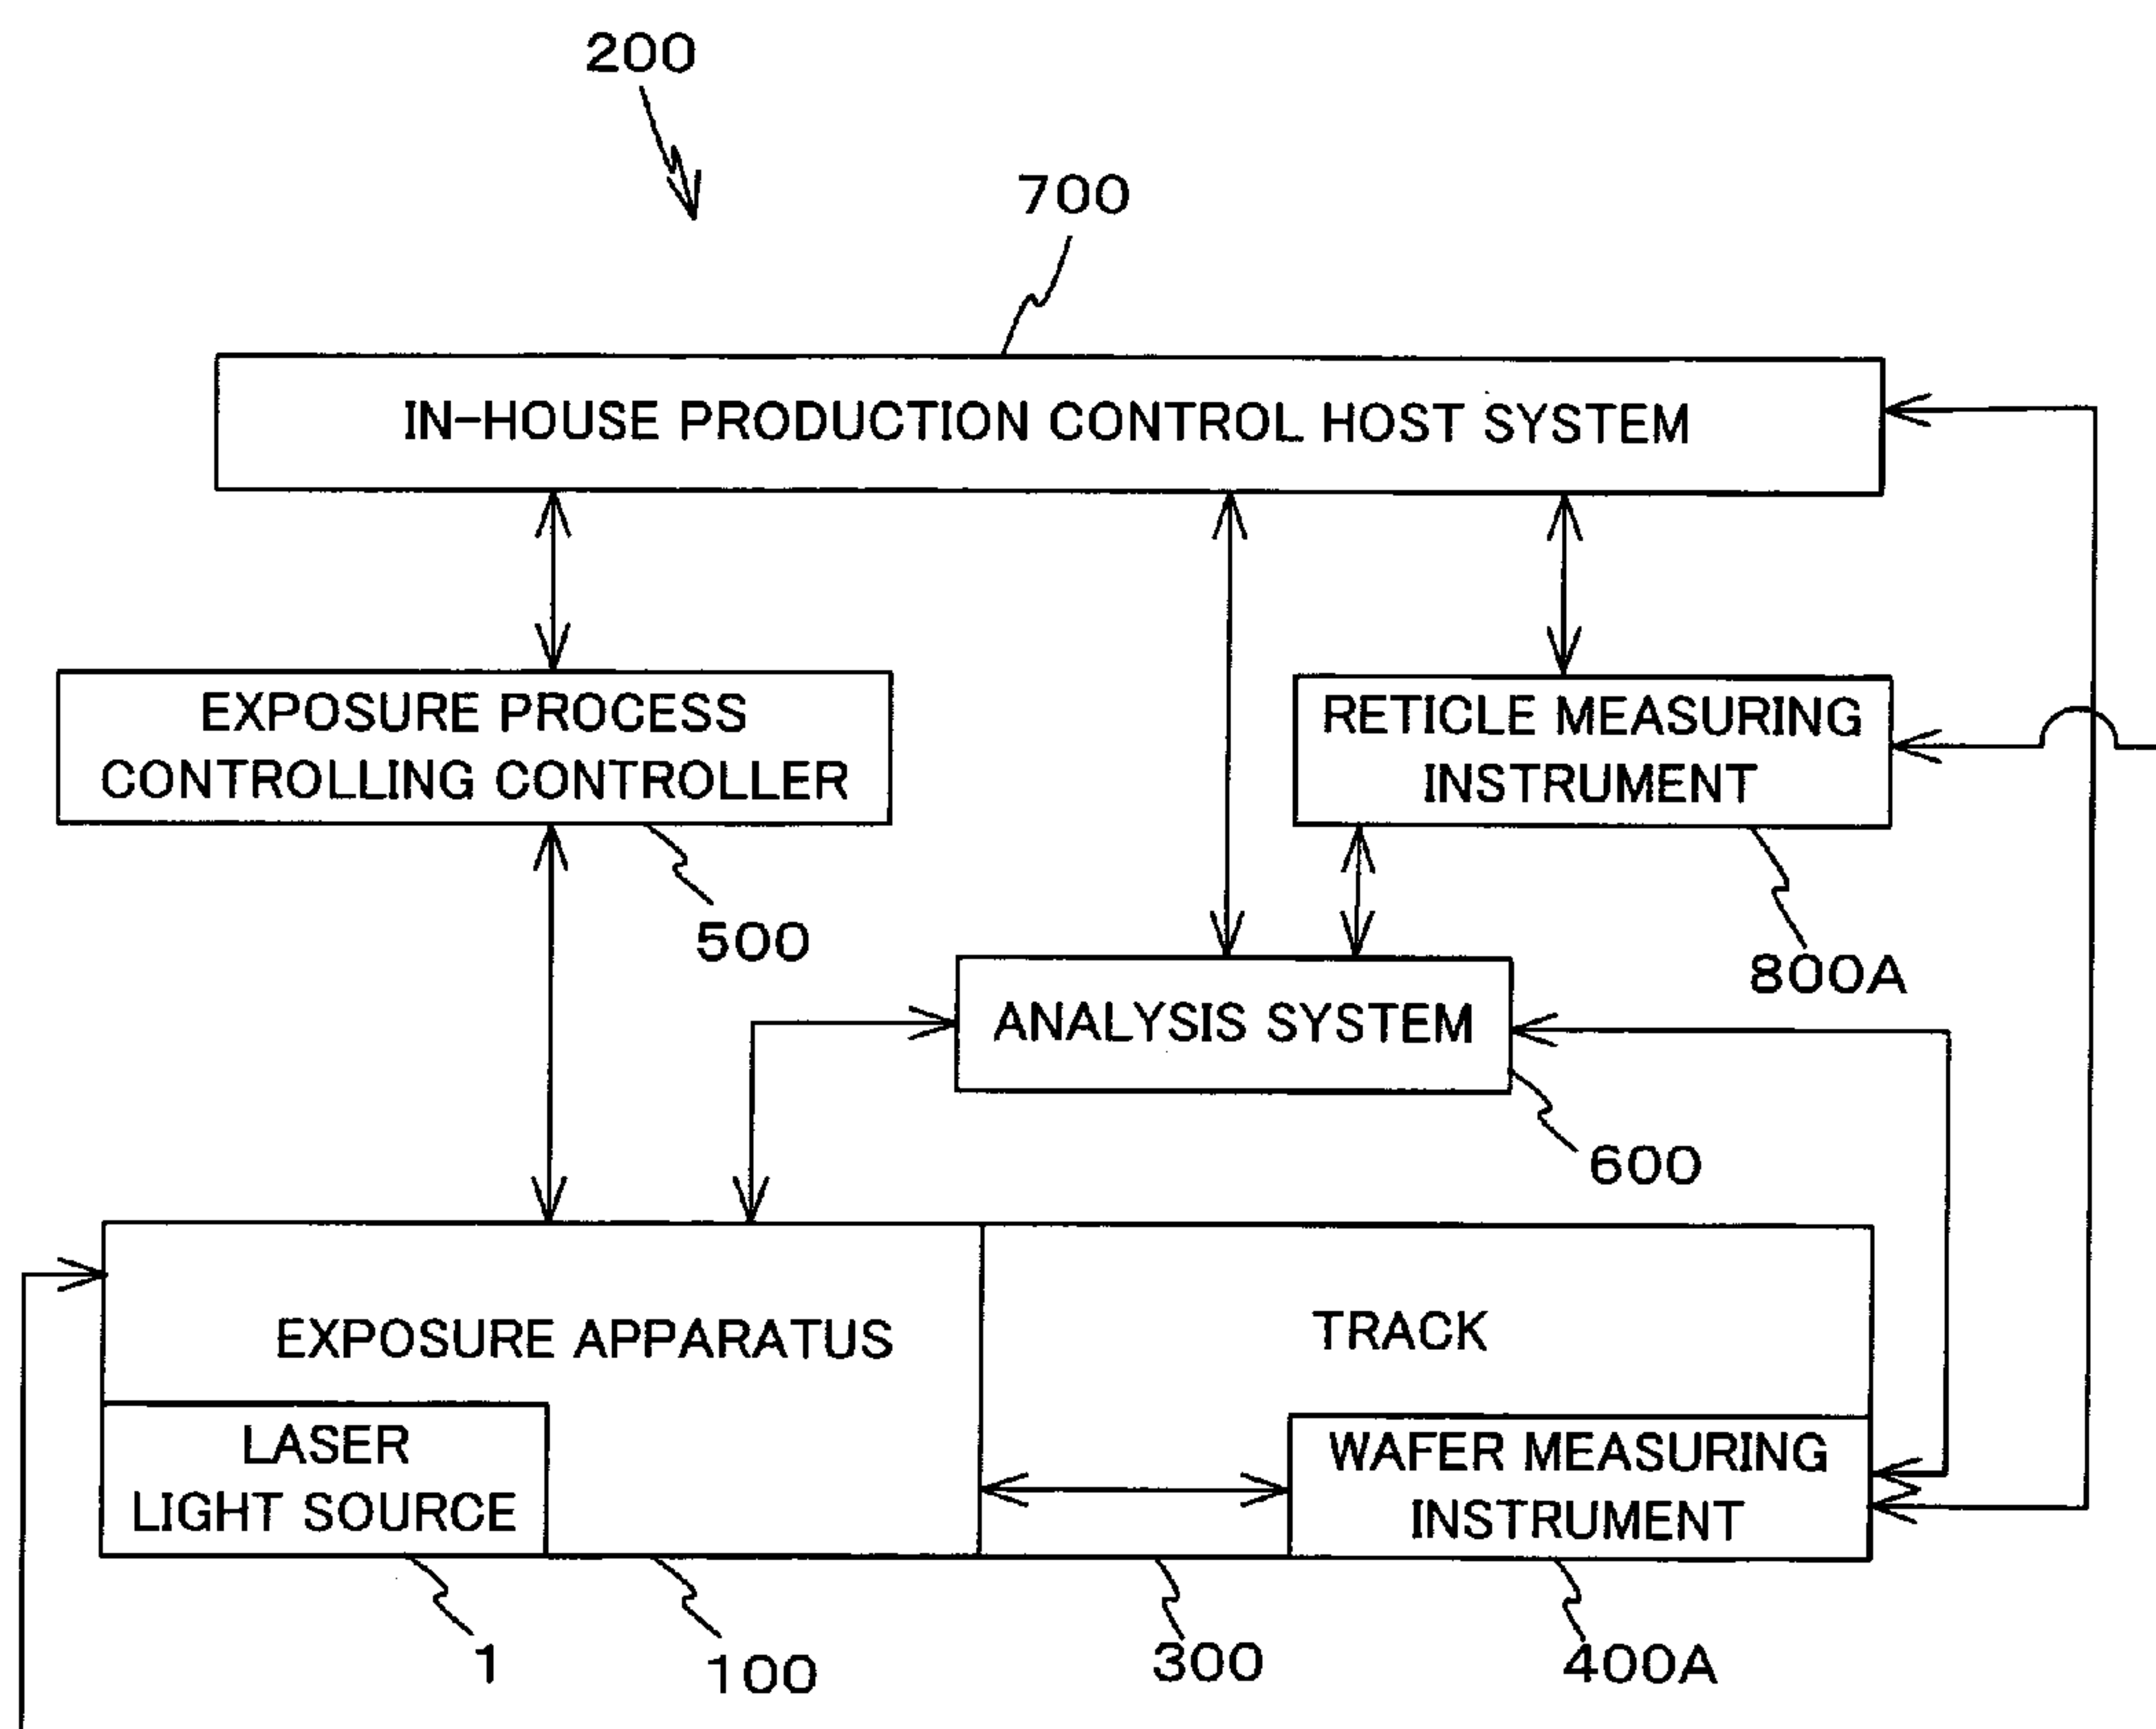 200
700
IN-HOUSE PRODUCTION CONTROL HOST SYSTEM
EXPOSURE PROCESS
CONTROLLING CONTROLLER
RETICLE MEASURING
INSTRUMENT
500
800A
ANALYSIS SYSTEM
600
EXPOSURE APPARATUS
TRACK
LASER
LIGHT SOURCE
WAFER MEASURING
INSTRUMENT
1
100
300
400A